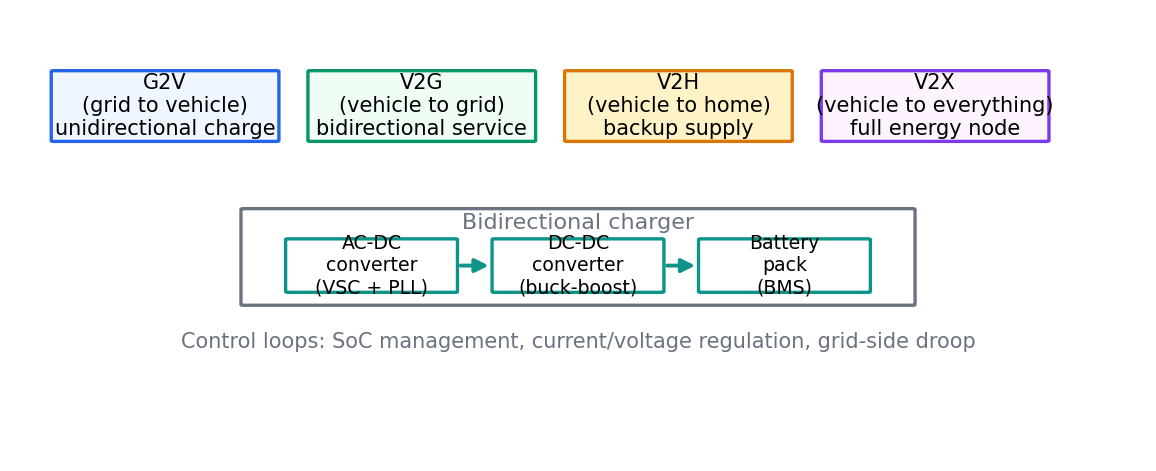 G2V
(grid to vehicle)
unidirectional charge
V2G
(vehicle to grid)
bidirectional service
V2H
(vehicle to home)
backup supply
V2X
(vehicle to everything)
full energy node
Bidirectional charger
AC-DC
converter
(VSC + PLL)
DC-DC
converter
(buck-boost)
Battery
pack
(BMS)
Control loops: SoC management, current/voltage regulation, grid-side droop